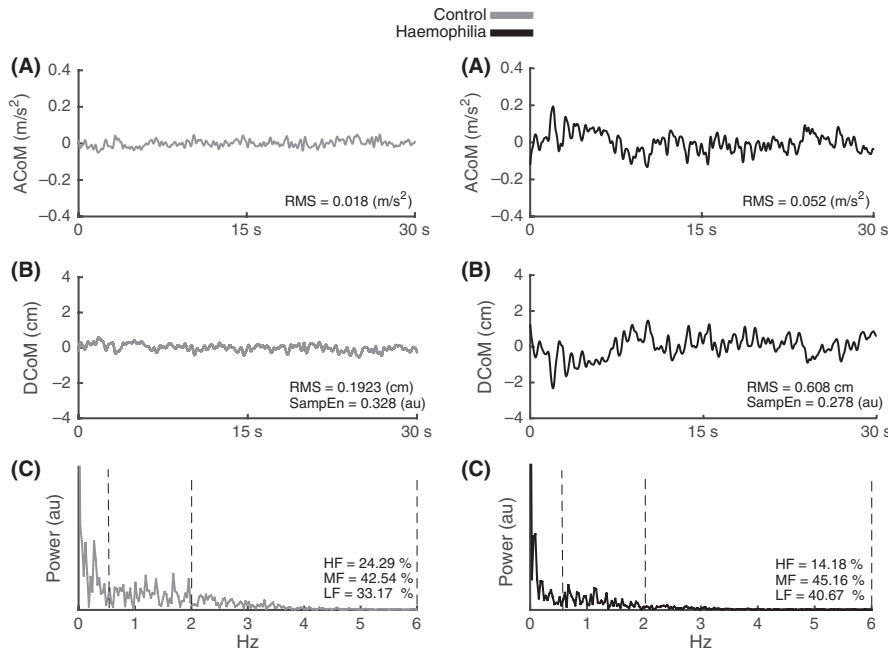 Control
Haemophilia
(A)
ACoM (m/s²)
0.4
0.2
0
−0.2
−0.4
RMS = 0.018 (m/s²)
0
15 s
30 s
(A)
ACoM (m/s²)
0.4
0.2
0
−0.2
−0.4
RMS = 0.052 (m/s²)
0
15 s
30 s
(B)
DCoM (cm)
4
2
0
−2
−4
RMS = 0.1923 (cm)
SampEn = 0.328 (au)
0
15 s
30 s
(B)
DCoM (cm)
4
2
0
−2
−4
RMS = 0.608 cm
SampEn = 0.278 (au)
0
15 s
30 s
(C)
Power (au)
HF = 24.29 %
MF = 42.54 %
LF = 33.17 %
0 1 2 3 4 5 6
Hz
(C)
Power (au)
HF = 14.18 %
MF = 45.16 %
LF = 40.67 %
0 1 2 3 4 5 6
Hz